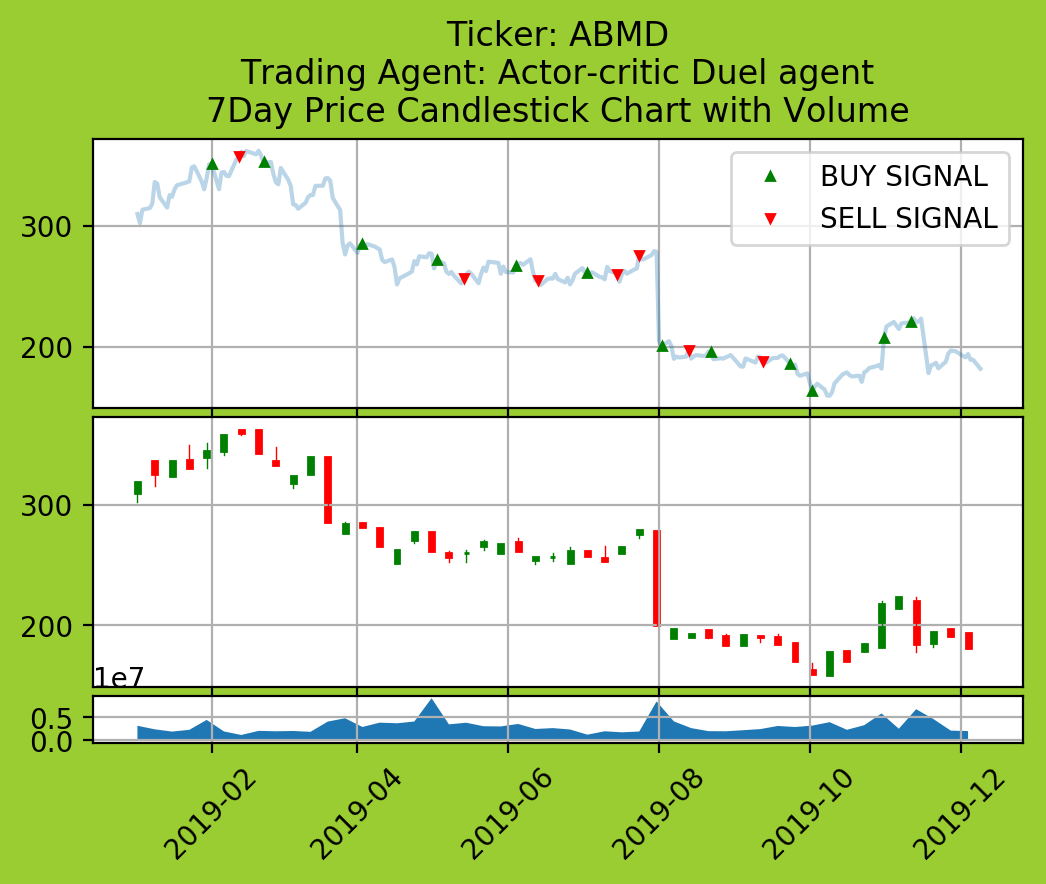 Ticker: ABMD
Trading Agent: Actor-critic Duel agent
7Day Price Candlestick Chart with Volume
BUY SIGNAL
SELL SIGNAL
300
200
300
200
1e7
0.5
0.0
2019-02
2019-04
2019-06
2019-08
2019-10
2019-12